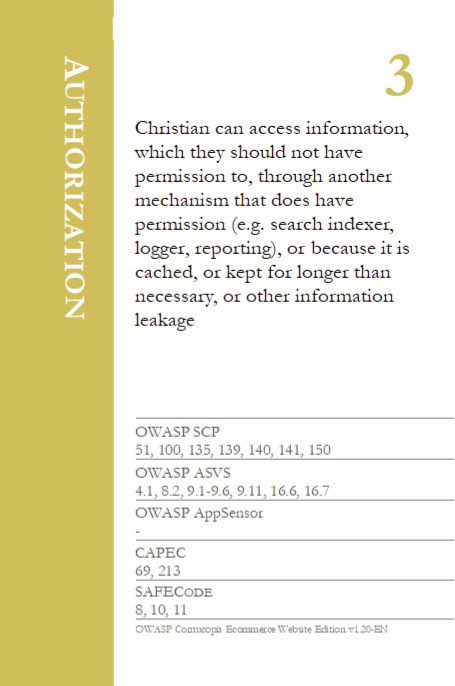 AUTHORIZATION
3
Christian can access information,
which they should not have
permission to, through another
mechanism that does have
permission (e.g. search indexer,
logger, reporting), or because it is
cached, or kept for longer than
necessary, or other information
leakage
OWASP SCP
51, 100, 135, 139, 140, 141, 150
OWASP ASVS
4.1, 8.2, 9.1-9.6, 9.11, 16.6, 16.7
OWASP AppSensor
-
CAPEC
69, 213
SAFECODE
8, 10, 11
OWASP Cornucopia Ecommerce Website Edition v1.20-EN